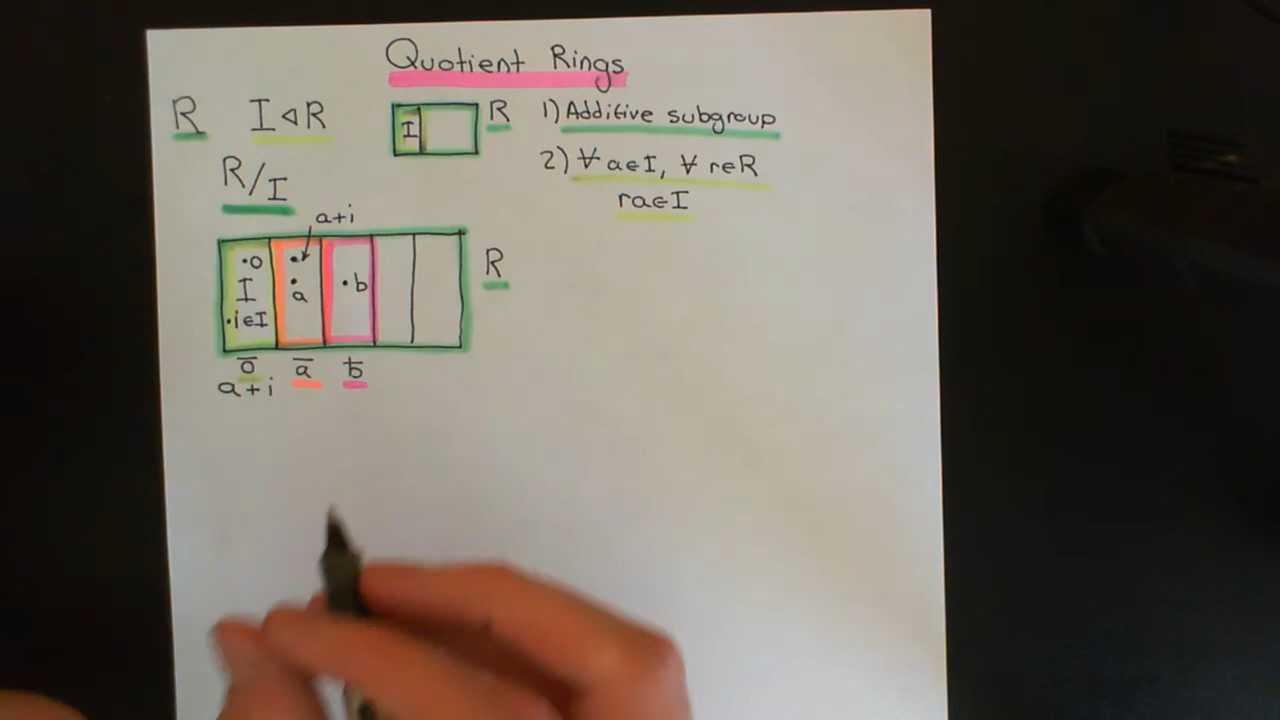 Quotient Rings
R I ◁ R I R 1) Additive subgroup
2) ∀ a∈I, ∀ r∈R
ra∈I
R/I
a+i
·0 I ·i∈I ·a ·b R
0̄ ā b̄
a+i